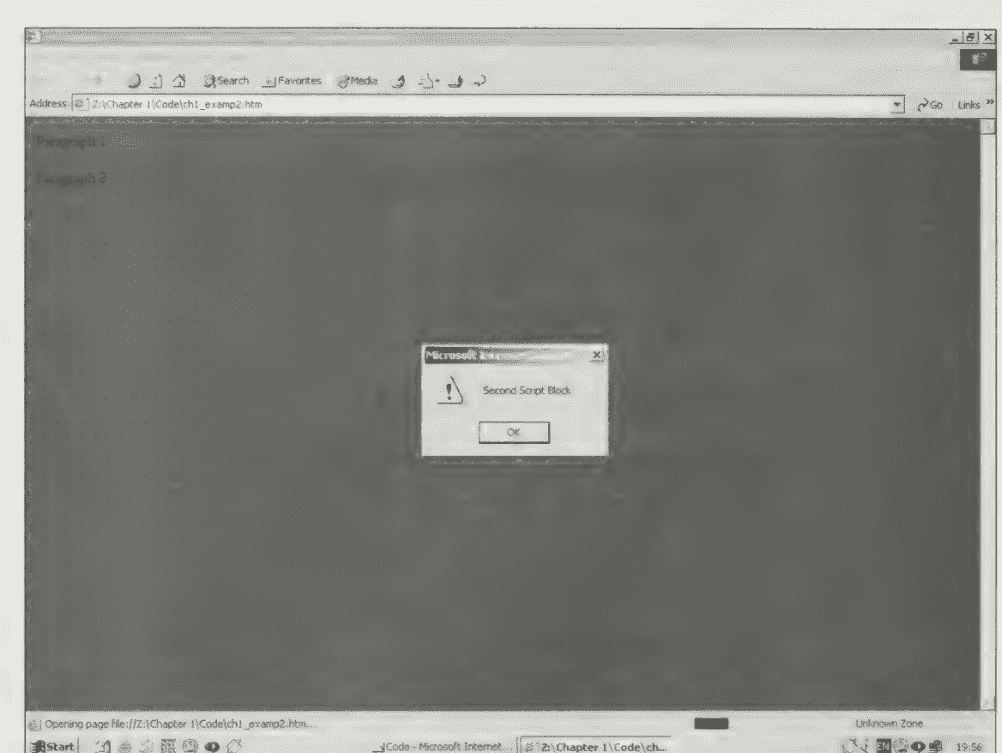 Search Favorites Media
Address Z:\Chapter 1\Code\ch1_examp2.htm Go Links »
Paragraph 1
Paragraph 2
Microsoft
Second Script Block
OK
Opening page file://Z:\Chapter 1\Code\ch1_examp2.htm... Unknown Zone
Start Code - Microsoft Internet... Z:\Chapter 1\Code\ch... EN 19:56